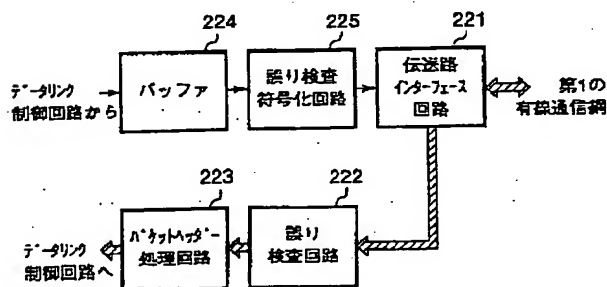 224
225
221
データリンク
制御回路から
バッファ
誤り検査
符号化回路
伝送路
インターフェース
回路
第1の
有線通信網
223
222
データリンク
制御回路へ
パケットヘッダー
処理回路
誤り
検査回路